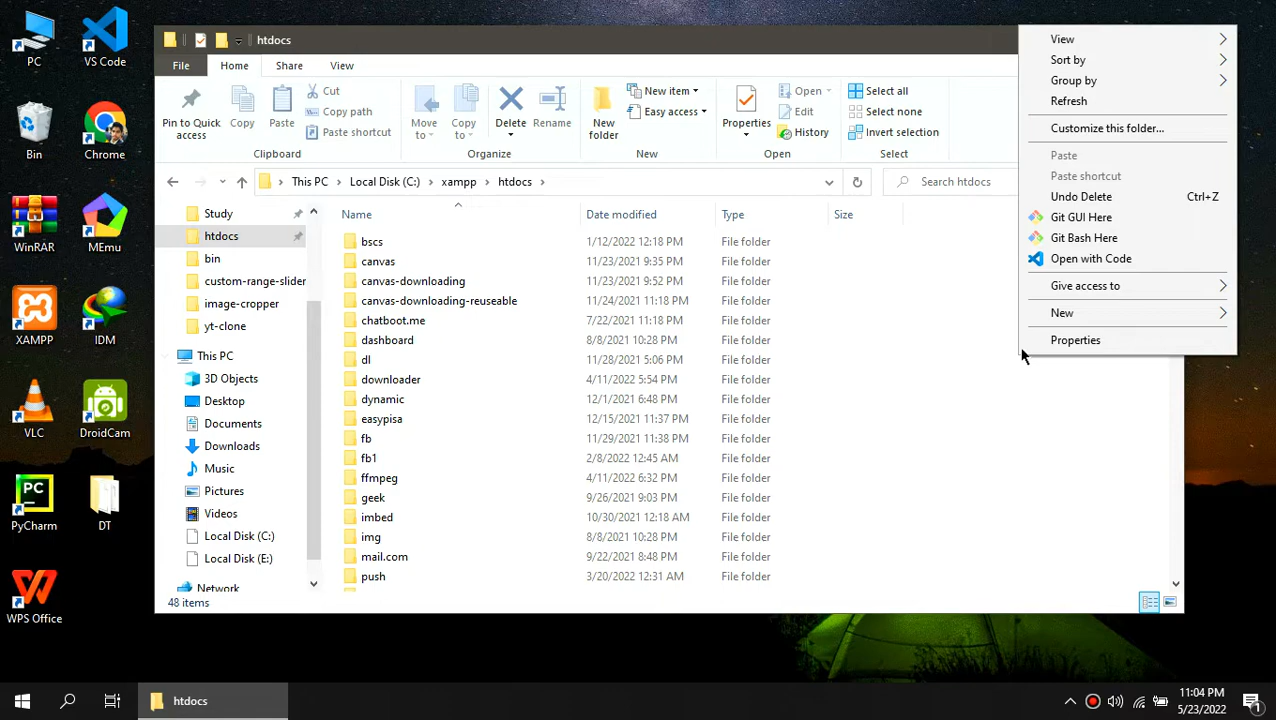 PC
VS Code
Bin
Chrome
WinRAR
MEmu
XAMPP
IDM
VLC
DroidCam
PyCharm
DT
WPS Office
htdocs
File
Home
Share
View
Pin to Quick access
Copy
Paste
Cut
Copy path
Paste shortcut
Clipboard
Move to
Copy to
Delete
Rename
Organize
New folder
New item
Easy access
New
Properties
Open
Edit
History
Open
Select all
Select none
Invert selection
Select
This PC
Local Disk (C:)
xampp
htdocs
Search htdocs
Study
htdocs
bin
custom-range-slider
image-cropper
yt-clone
This PC
3D Objects
Desktop
Documents
Downloads
Music
Pictures
Videos
Local Disk (C:)
Local Disk (E:)
Network
Name Date modified Type Size
bscs 1/12/2022 12:18 PM File folder
canvas 11/23/2021 9:35 PM File folder
canvas-downloading 11/23/2021 9:52 PM File folder
canvas-downloading-reuseable 11/24/2021 11:18 PM File folder
chatboot.me 7/22/2021 11:18 PM File folder
dashboard 8/8/2021 10:28 PM File folder
dl 11/28/2021 5:06 PM File folder
downloader 4/11/2022 5:54 PM File folder
dynamic 12/1/2021 6:48 PM File folder
easypisa 12/15/2021 11:37 PM File folder
fb 11/29/2021 11:38 PM File folder
fb1 2/8/2022 12:45 AM File folder
ffmpeg 4/11/2022 6:32 PM File folder
geek 9/26/2021 9:03 PM File folder
imbed 10/30/2021 12:18 AM File folder
img 8/8/2021 10:28 PM File folder
mail.com 9/22/2021 8:48 PM File folder
push 3/20/2022 12:31 AM File folder
48 items
View
Sort by
Group by
Refresh
Customize this folder...
Paste
Paste shortcut
Undo Delete Ctrl+Z
Git GUI Here
Git Bash Here
Open with Code
Give access to
New
Properties
htdocs
11:04 PM
5/23/2022
1